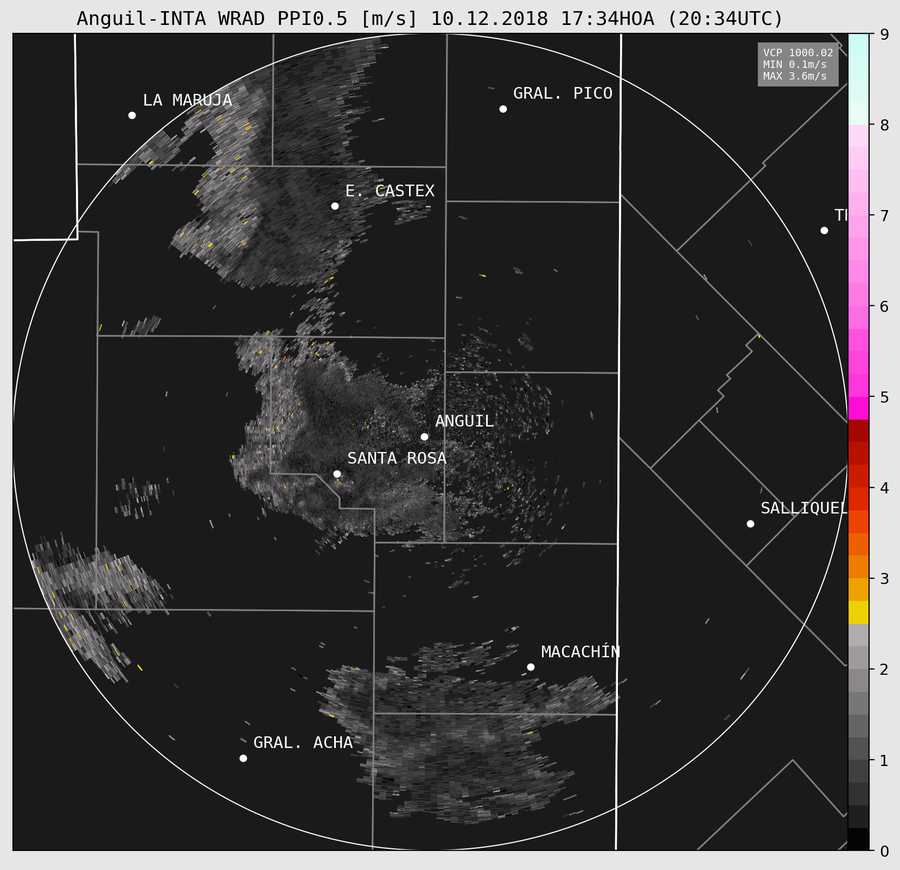 Anguil-INTA WRAD PPI0.5 [m/s] 10.12.2018 17:34HOA (20:34UTC)
VCP 1000.02
MIN 0.1m/s
MAX 3.6m/s
LA MARUJA
GRAL. PICO
E. CASTEX
ANGUIL
SANTA ROSA
SALLIQUEL
MACACHÍN
GRAL. ACHA
9
8
7
6
5
4
3
2
1
0